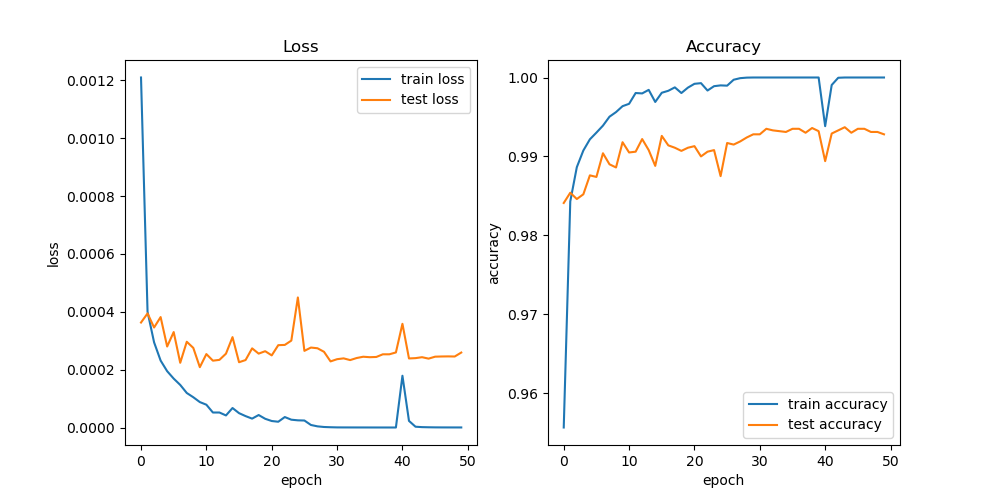 Loss
train loss
test loss
0.0012
0.0010
0.0008
0.0006
0.0004
0.0002
0.0000
loss
0 10 20 30 40 50
epoch
Accuracy
1.00
0.99
0.98
0.97
0.96
accuracy
train accuracy
test accuracy
0 10 20 30 40 50
epoch